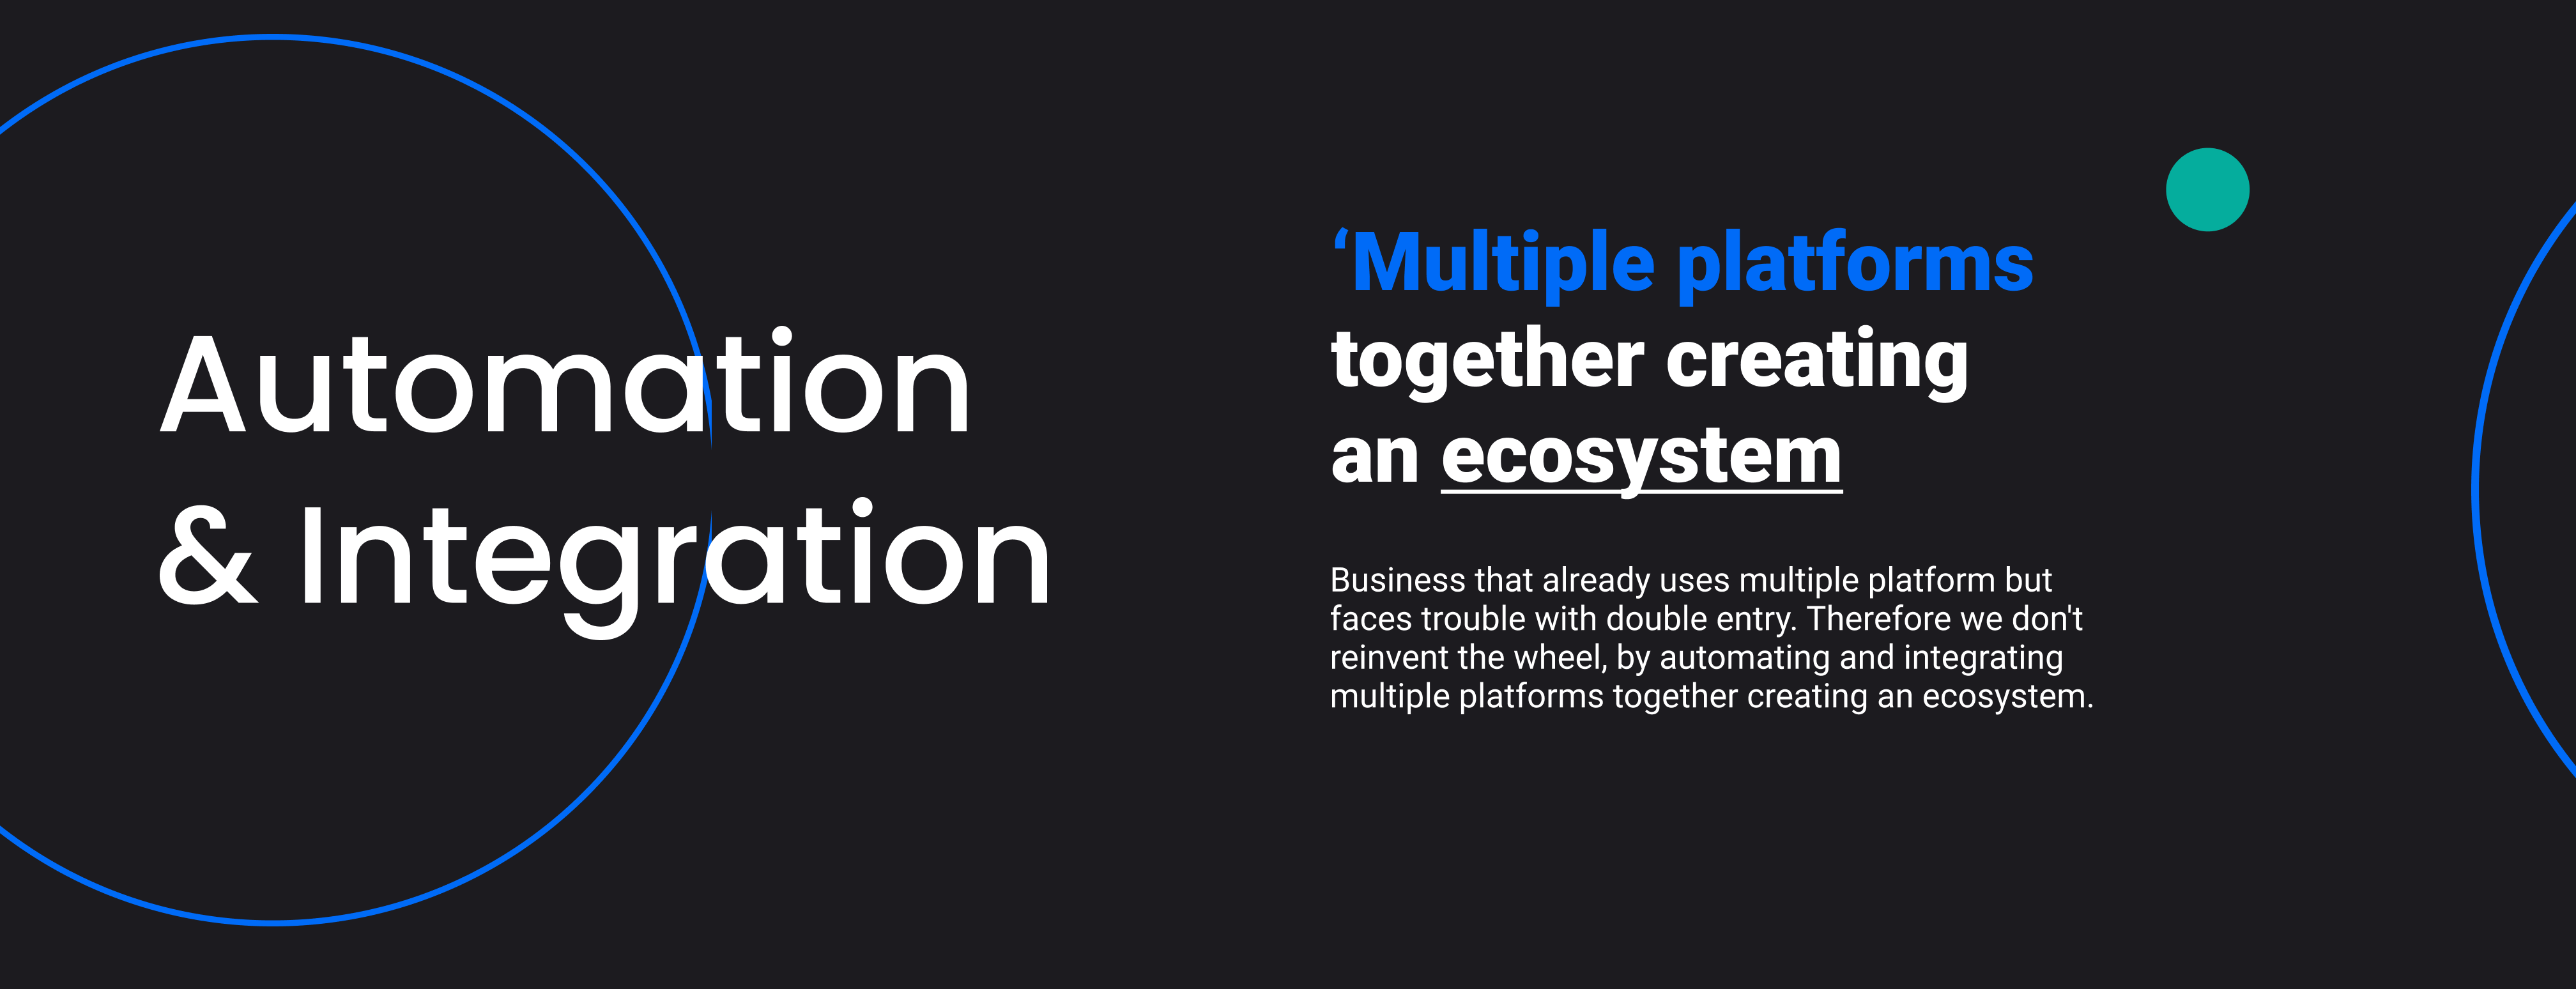 Automation
& Integration
‘Multiple platforms
together creating
an ecosystem
Business that already uses multiple platform but
faces trouble with double entry. Therefore we don't
reinvent the wheel, by automating and integrating
multiple platforms together creating an ecosystem.